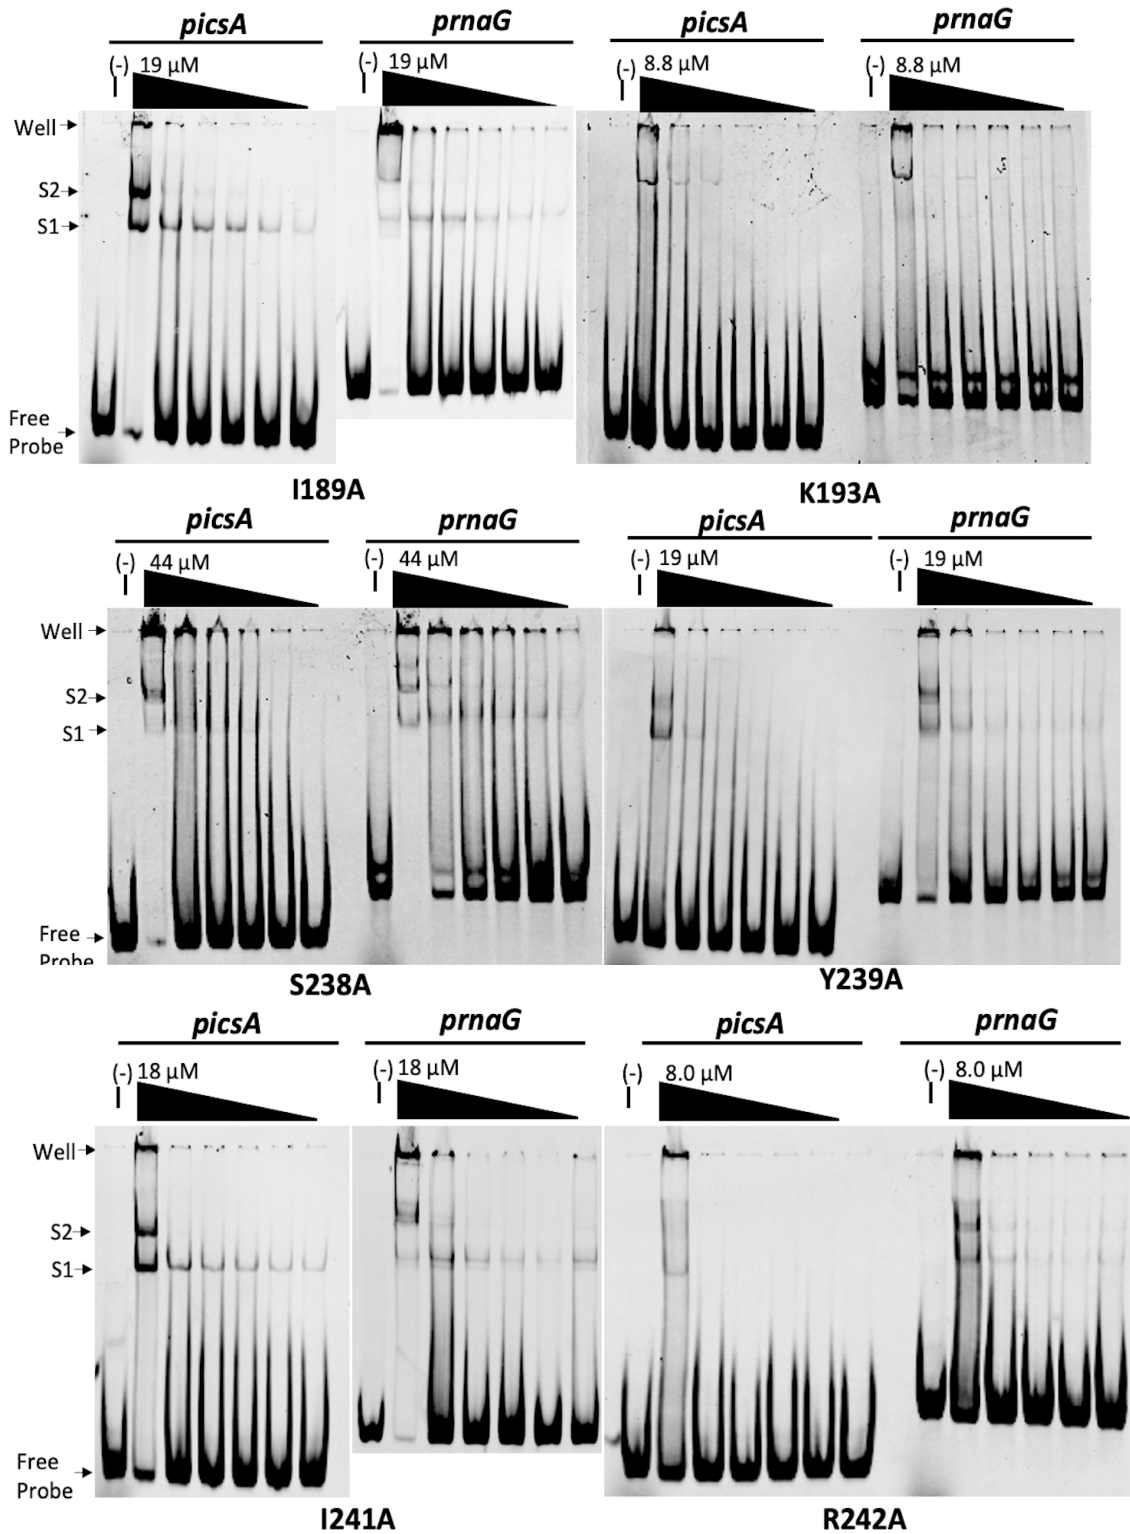 picsA prnaG picsA prnaG
(-) 19 µM (-) 19 µM (-) 8.8 µM (-) 8.8 µM
Well
S2
S1
Free
Probe
I189A K193A
picsA prnaG picsA prnaG
(-) 44 µM (-) 44 µM (-) 19 µM (-) 19 µM
Well
S2
S1
Free
Probe
S238A Y239A
picsA prnaG picsA prnaG
(-) 18 µM (-) 18 µM (-) 8.0 µM (-) 8.0 µM
Well
S2
S1
Free
Probe
I241A R242A